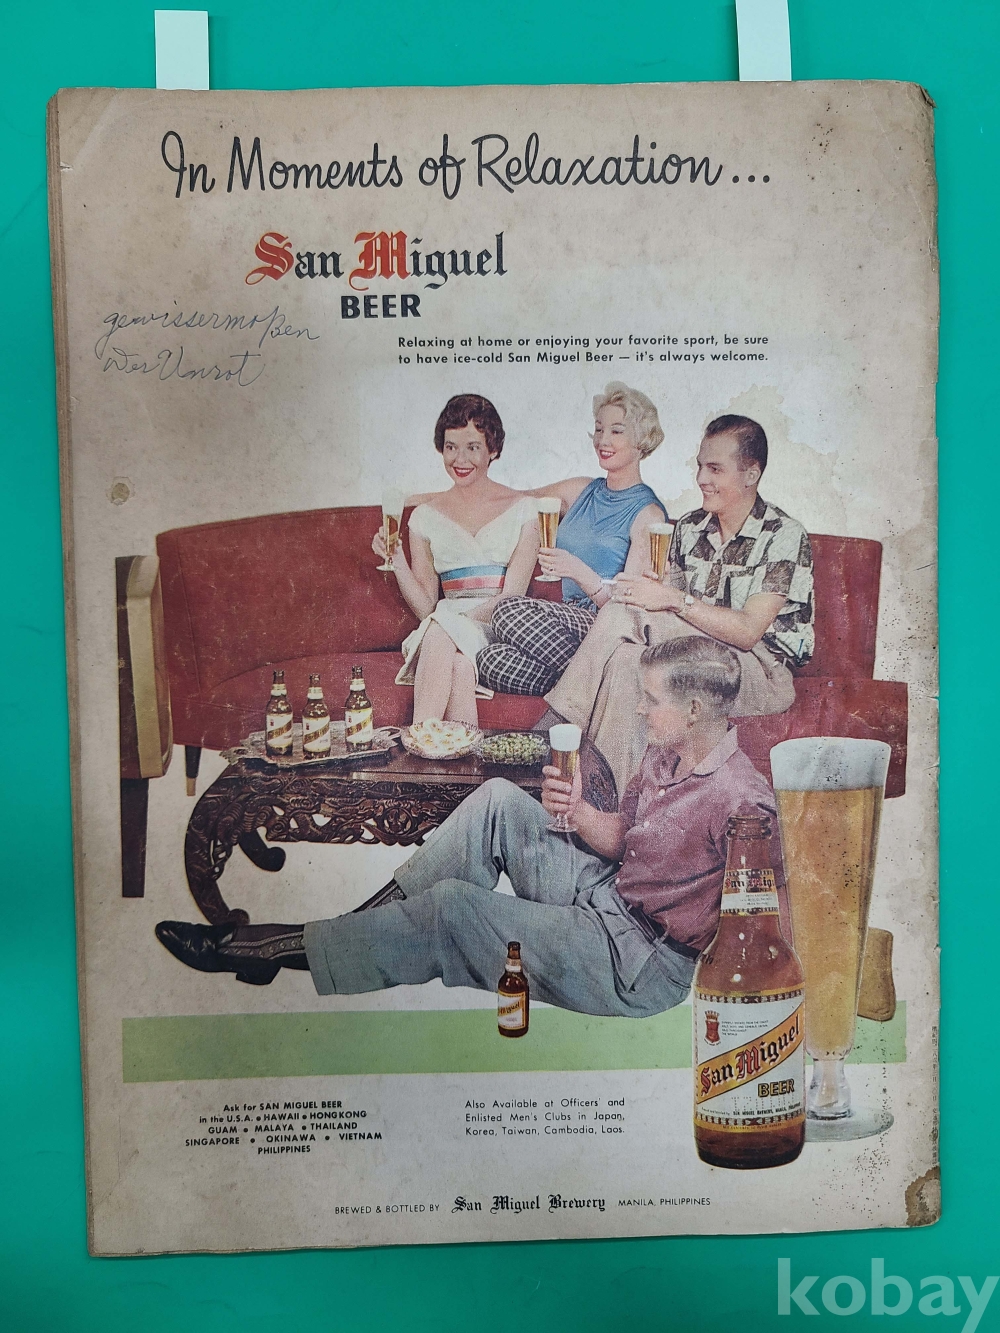 In Moments of Relaxation...
San Miguel
BEER
gewissermoßen
Relaxing at home or enjoying your favorite sport, be sure
to have ice-cold San Miguel Beer — it's always welcome.
San Miguel
BEER
Ask for SAN MIGUEL BEER
in the U.S.A. • HAWAII • HONGKONG
GUAM • MALAYA • THAILAND
SINGAPORE • OKINAWA • VIETNAM
PHILIPPINES
Also Available at Officers' and
Enlisted Men's Clubs in Japan,
Korea, Taiwan, Cambodia, Laos.
BREWED & BOTTLED BY San Miguel Brewery MANILA, PHILIPPINES
kobay